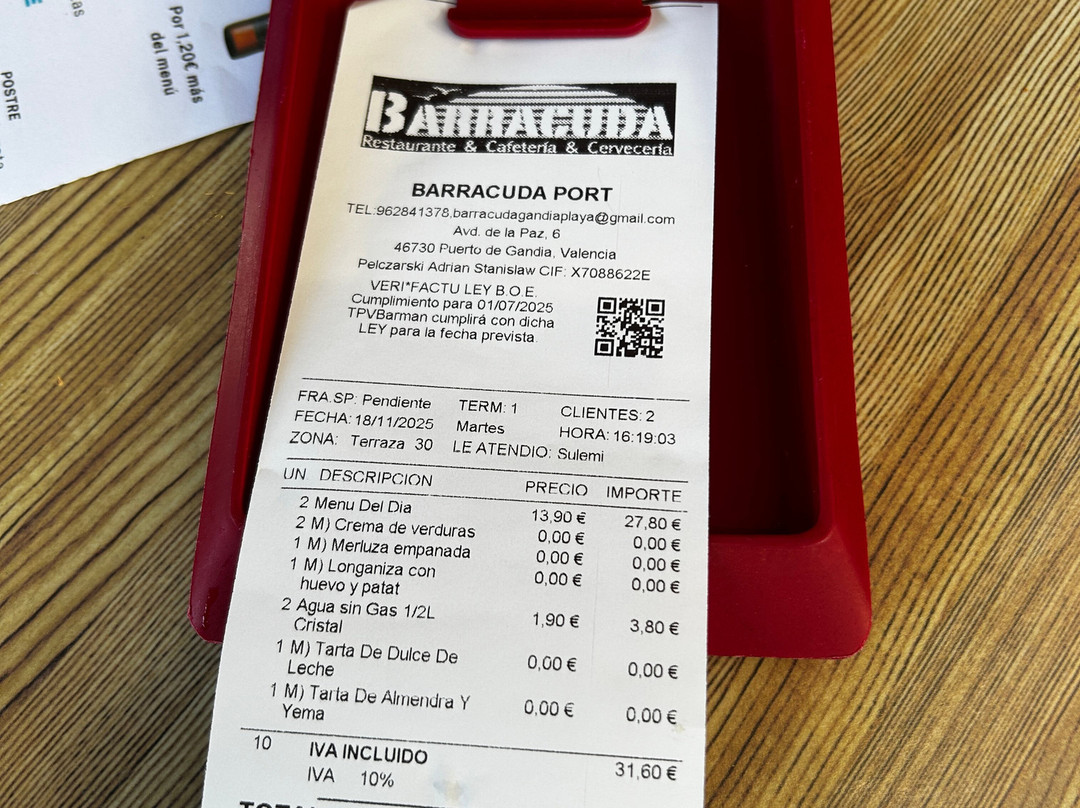 Por 1,20€ más
del menú
POSTRE
BARRACUDA
Restaurante & Cafetería & Cervecería
BARRACUDA PORT
TEL:962841378,barracudagandiaplaya@gmail.com
Avd. de la Paz, 6
46730 Puerto de Gandia, Valencia
Pelczarski Adrian Stanislaw CIF: X7088622E
VERI*FACTU LEY B.O.E.
Cumplimiento para 01/07/2025
TPVBarman cumplirá con dicha
LEY para la fecha prevista.
FRA.SP: Pendiente TERM: 1 CLIENTES: 2
FECHA: 18/11/2025 Martes HORA: 16:19:03
ZONA: Terraza 30 LE ATENDIO: Sulemi
UN DESCRIPCION PRECIO IMPORTE
2 Menu Del Dia 13,90 € 27,80 €
2 M) Crema de verduras 0,00 € 0,00 €
1 M) Merluza empanada 0,00 € 0,00 €
1 M) Longaniza con 0,00 € 0,00 €
huevo y patat
2 Agua sin Gas 1/2L 1,90 € 3,80 €
Cristal
1 M) Tarta De Dulce De 0,00 € 0,00 €
Leche
1 M) Tarta De Almendra Y 0,00 € 0,00 €
Yema
10 IVA INCLUIDO 31,60 €
IVA 10%